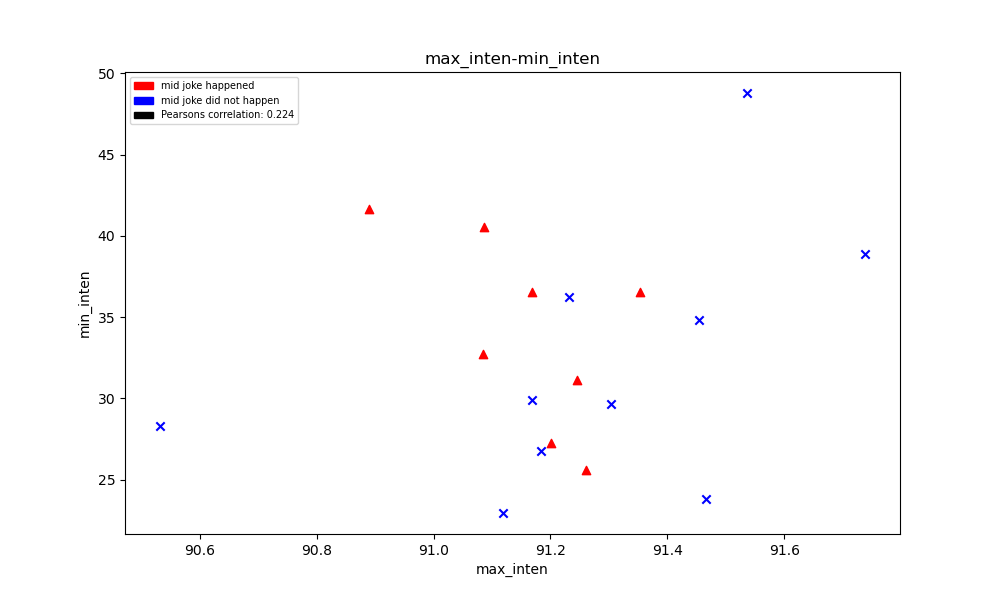 max_inten-min_inten
mid joke happened
mid joke did not happen
Pearsons correlation: 0.224
50
45
40
35
30
25
min_inten
90.6
90.8
91.0
91.2
91.4
91.6
max_inten